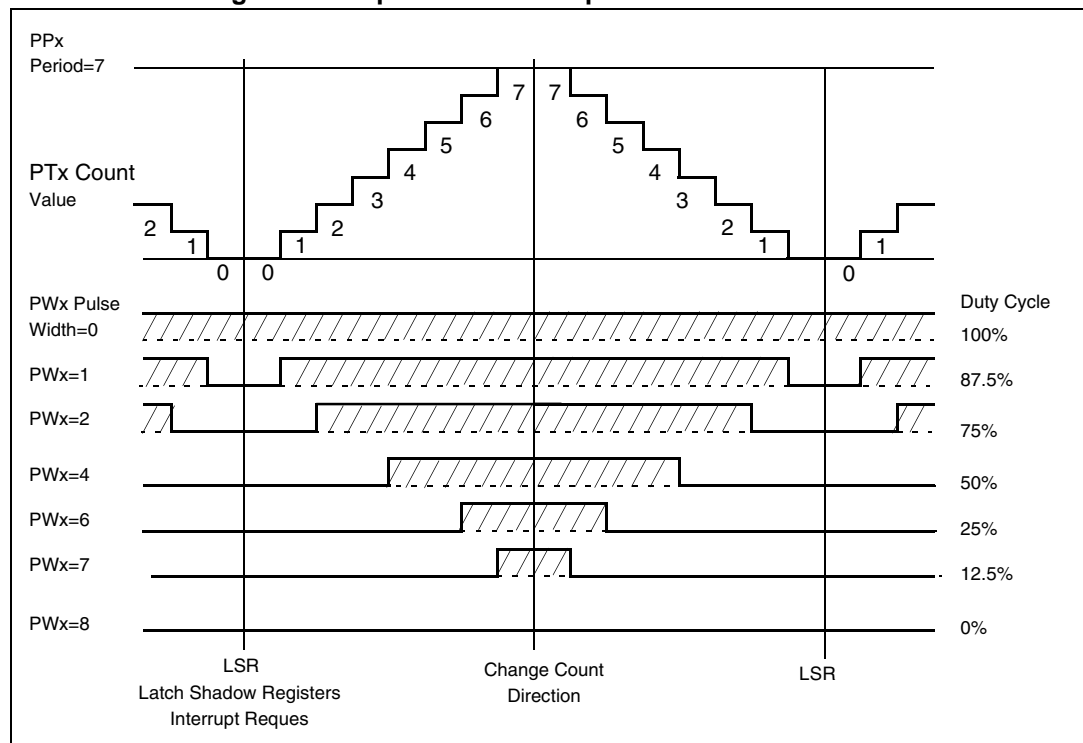 PPx
Period=7
7 7
6 6
5 5
4 4
3 3
PTx Count
Value
2 2 2
1 1 1 1
0 0 0
PWx Pulse
Width=0
Duty Cycle
100%
PWx=1
87.5%
PWx=2
75%
PWx=4
50%
PWx=6
25%
PWx=7
12.5%
PWx=8
0%
LSR
Latch Shadow Registers
Interrupt Reques
Change Count
Direction
LSR